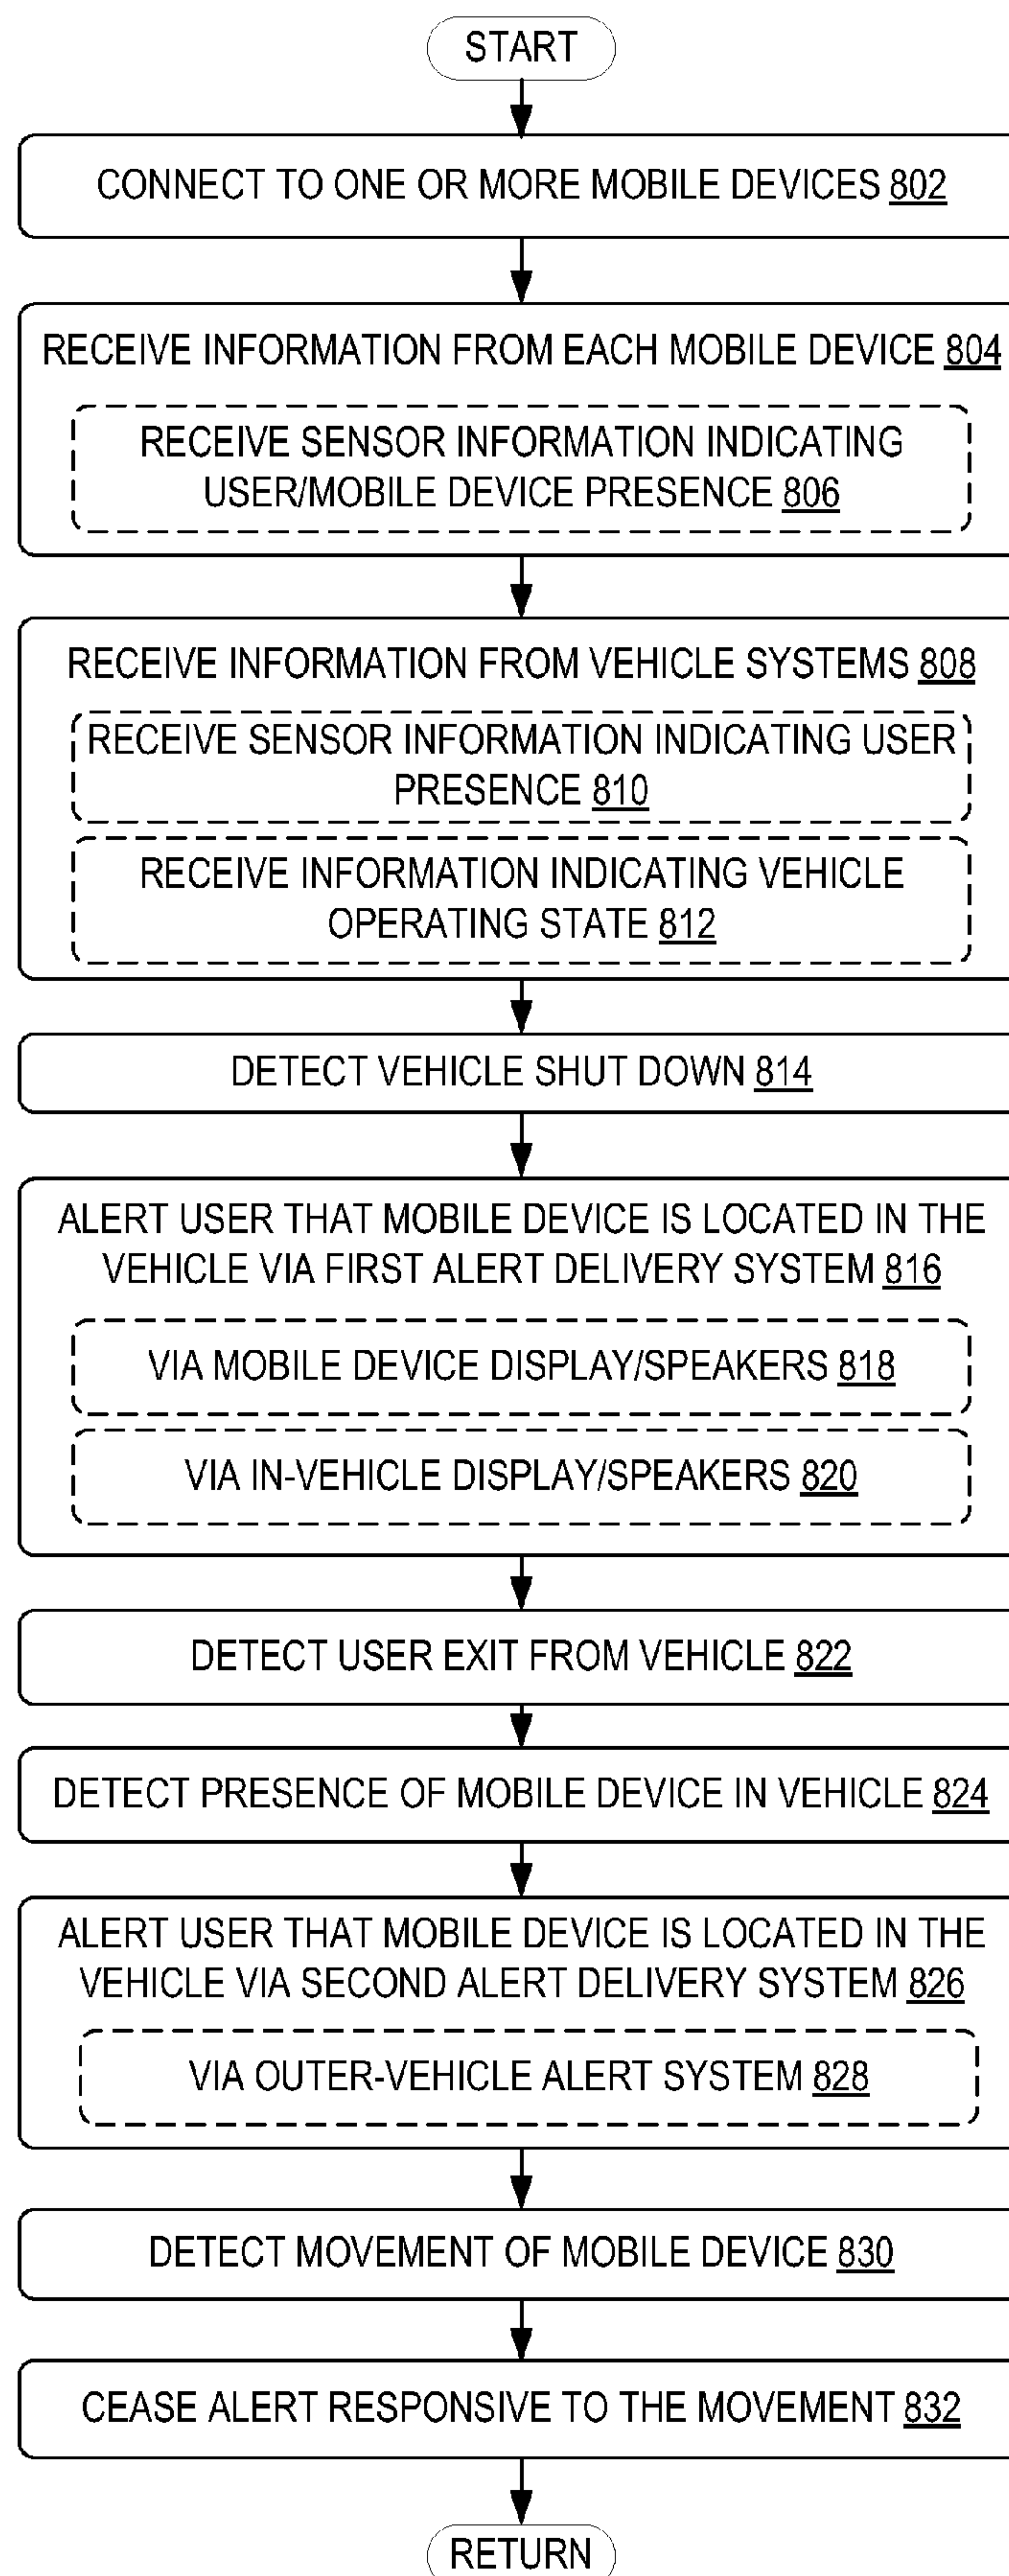 START
CONNECT TO ONE OR MORE MOBILE DEVICES 802
RECEIVE INFORMATION FROM EACH MOBILE DEVICE 804
RECEIVE SENSOR INFORMATION INDICATING
USER/MOBILE DEVICE PRESENCE 806
RECEIVE INFORMATION FROM VEHICLE SYSTEMS 808
RECEIVE SENSOR INFORMATION INDICATING USER
PRESENCE 810
RECEIVE INFORMATION INDICATING VEHICLE
OPERATING STATE 812
DETECT VEHICLE SHUT DOWN 814
ALERT USER THAT MOBILE DEVICE IS LOCATED IN THE
VEHICLE VIA FIRST ALERT DELIVERY SYSTEM 816
VIA MOBILE DEVICE DISPLAY/SPEAKERS 818
VIA IN-VEHICLE DISPLAY/SPEAKERS 820
DETECT USER EXIT FROM VEHICLE 822
DETECT PRESENCE OF MOBILE DEVICE IN VEHICLE 824
ALERT USER THAT MOBILE DEVICE IS LOCATED IN THE
VEHICLE VIA SECOND ALERT DELIVERY SYSTEM 826
VIA OUTER-VEHICLE ALERT SYSTEM 828
DETECT MOVEMENT OF MOBILE DEVICE 830
CEASE ALERT RESPONSIVE TO THE MOVEMENT 832
RETURN